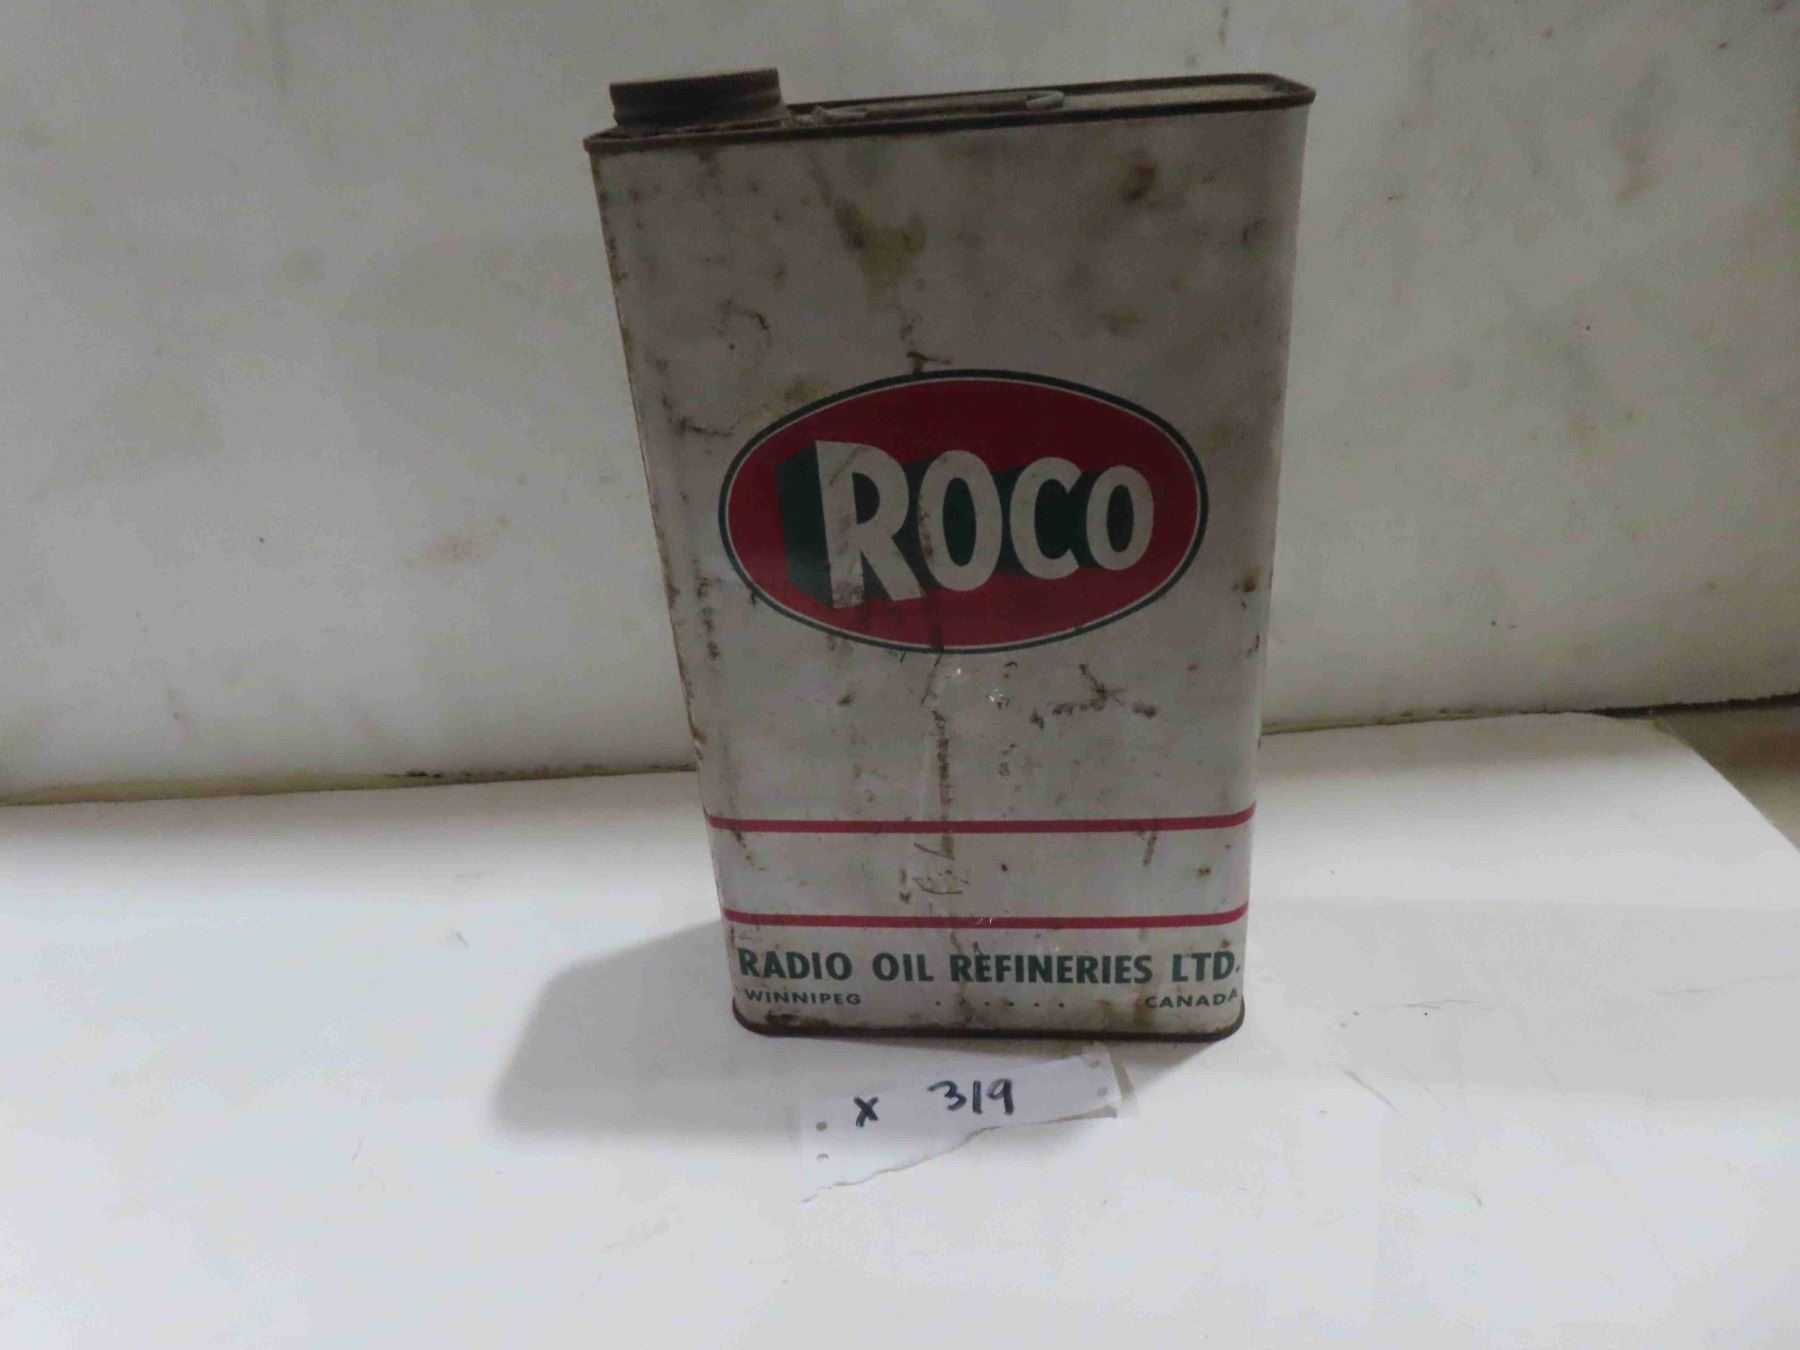 ROCO
RADIO OIL REFINERIES LTD.
WINNIPEG ...... CANADA
X 319